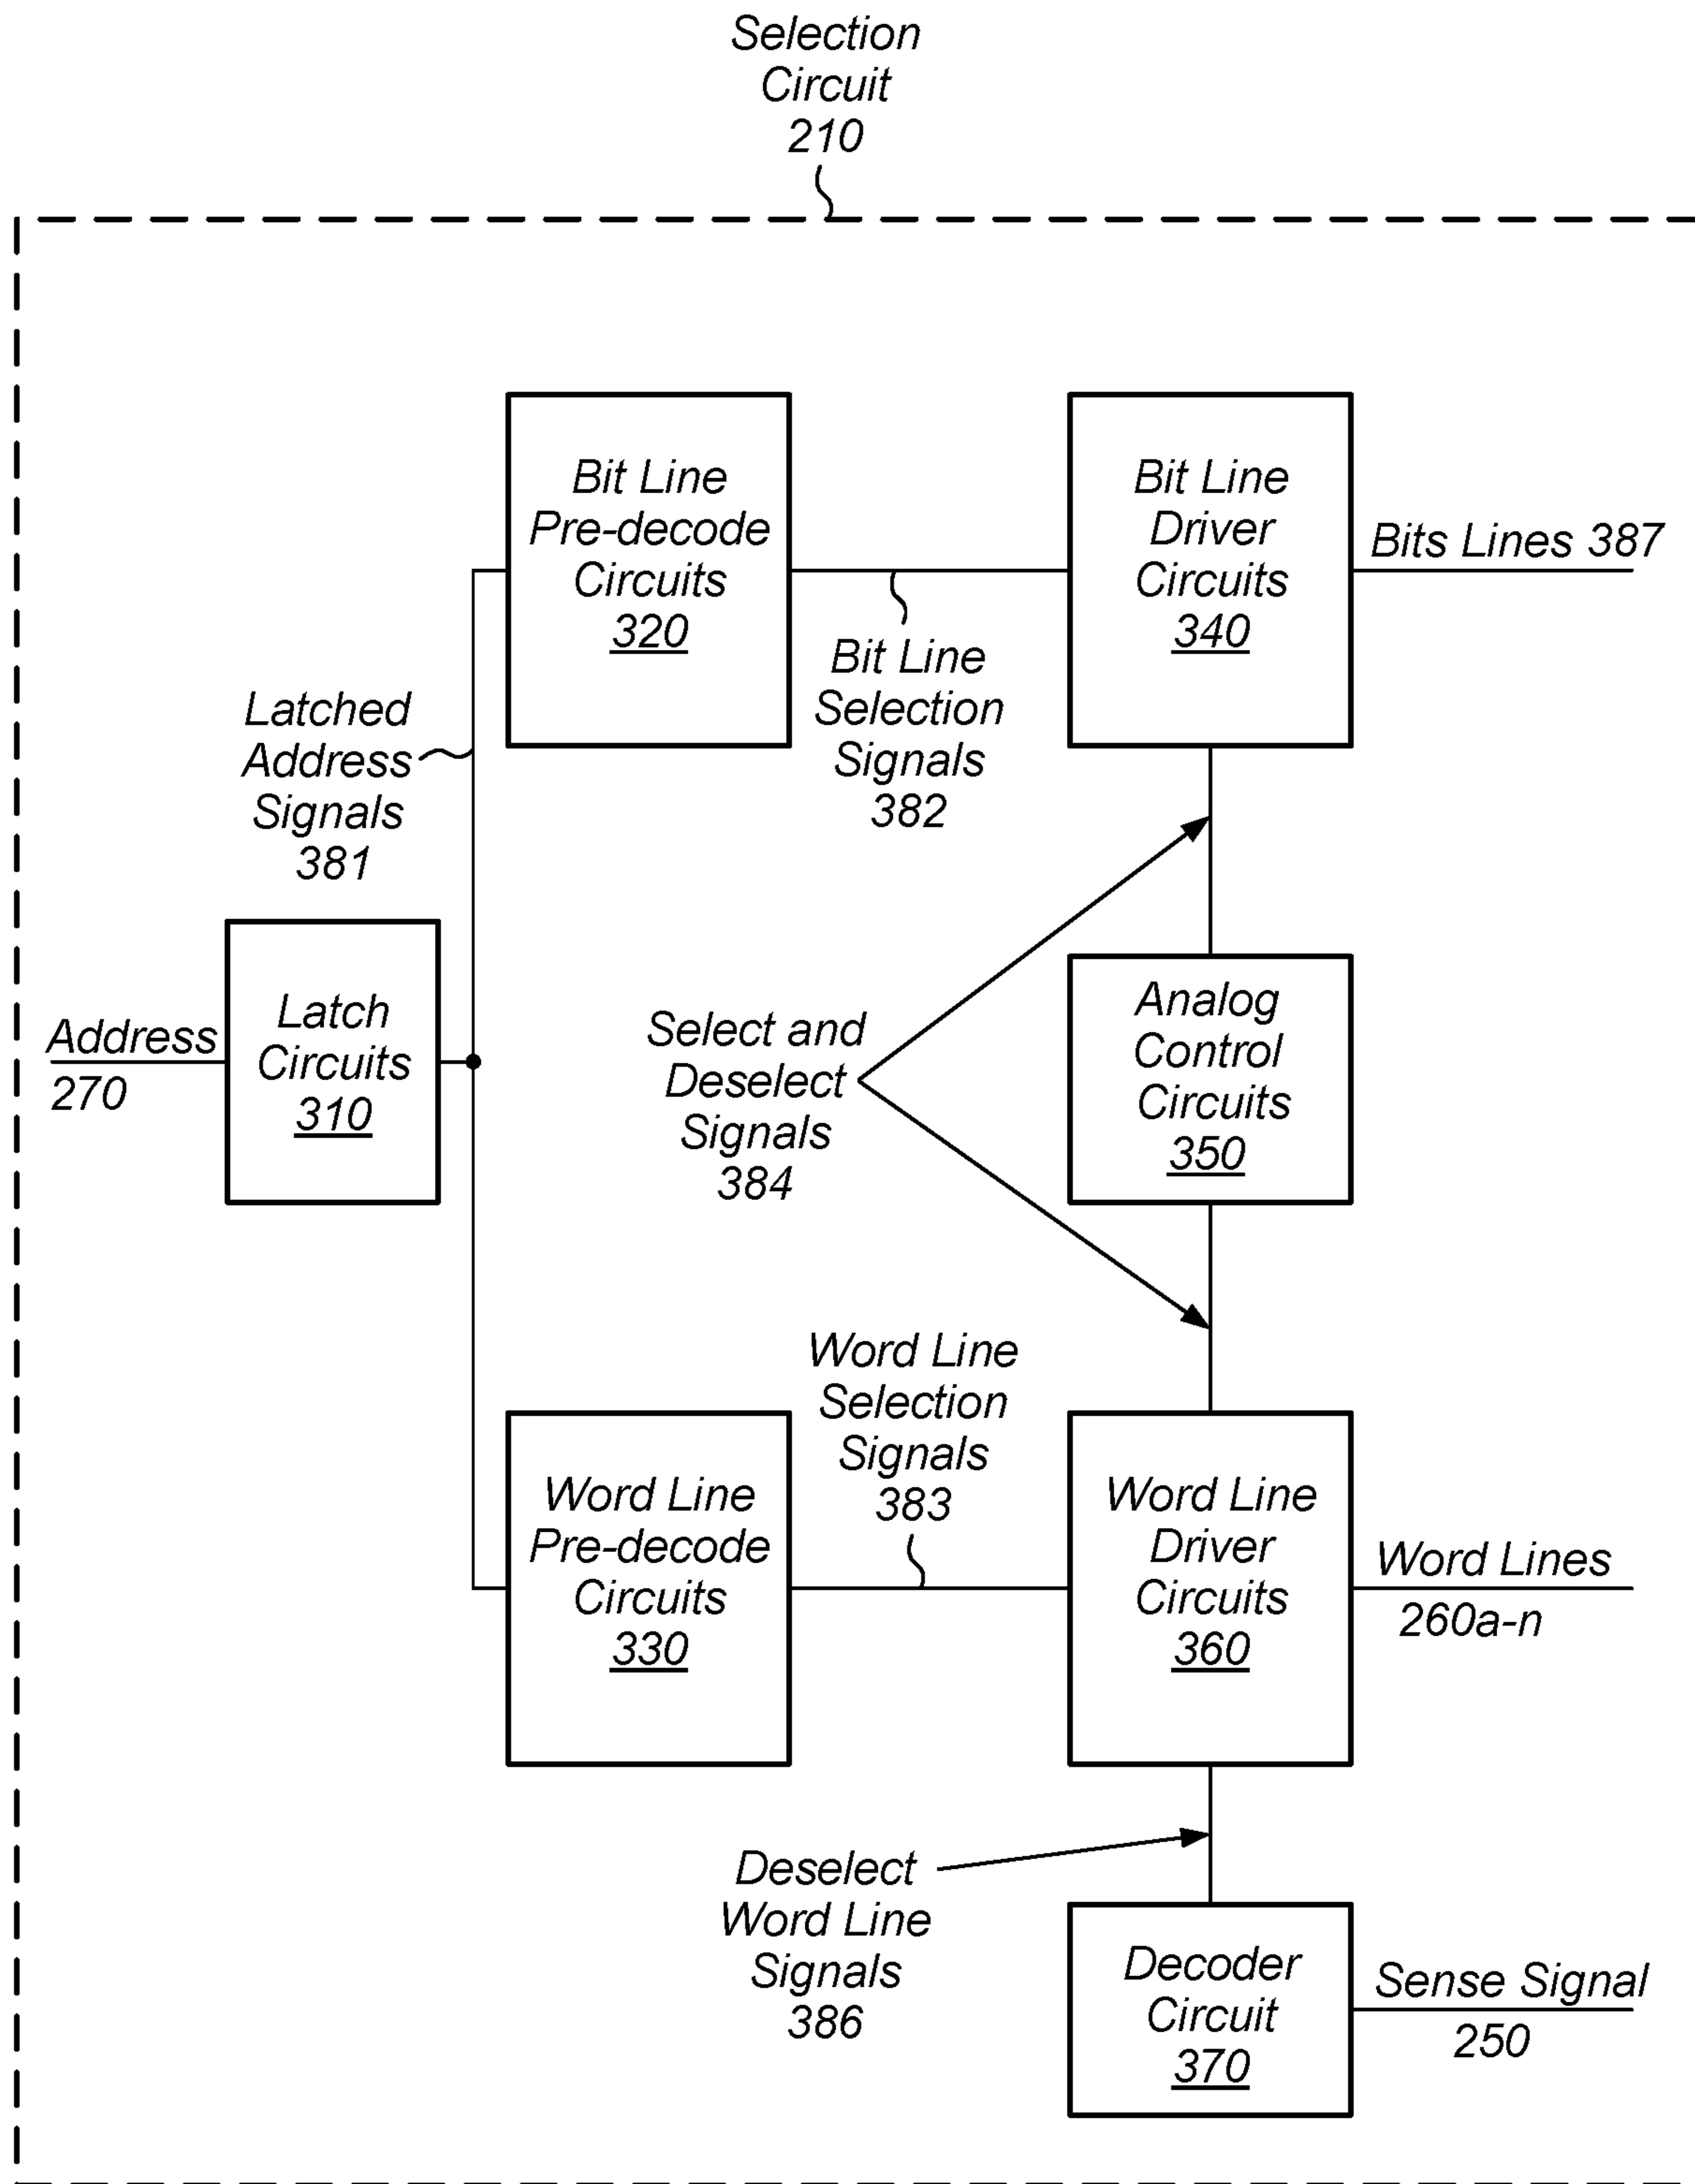 Selection
Circuit
210
Bit Line
Pre-decode
Circuits
320
Bit Line
Driver
Circuits
340
Bits Lines 387
Bit Line
Selection
Signals
382
Latched
Address
Signals
381
Address
270
Latch
Circuits
310
Select and
Deselect
Signals
384
Analog
Control
Circuits
350
Word Line
Selection
Signals
383
Word Line
Pre-decode
Circuits
330
Word Line
Driver
Circuits
360
Word Lines
260a-n
Deselect
Word Line
Signals
386
Decoder
Circuit
370
Sense Signal
250